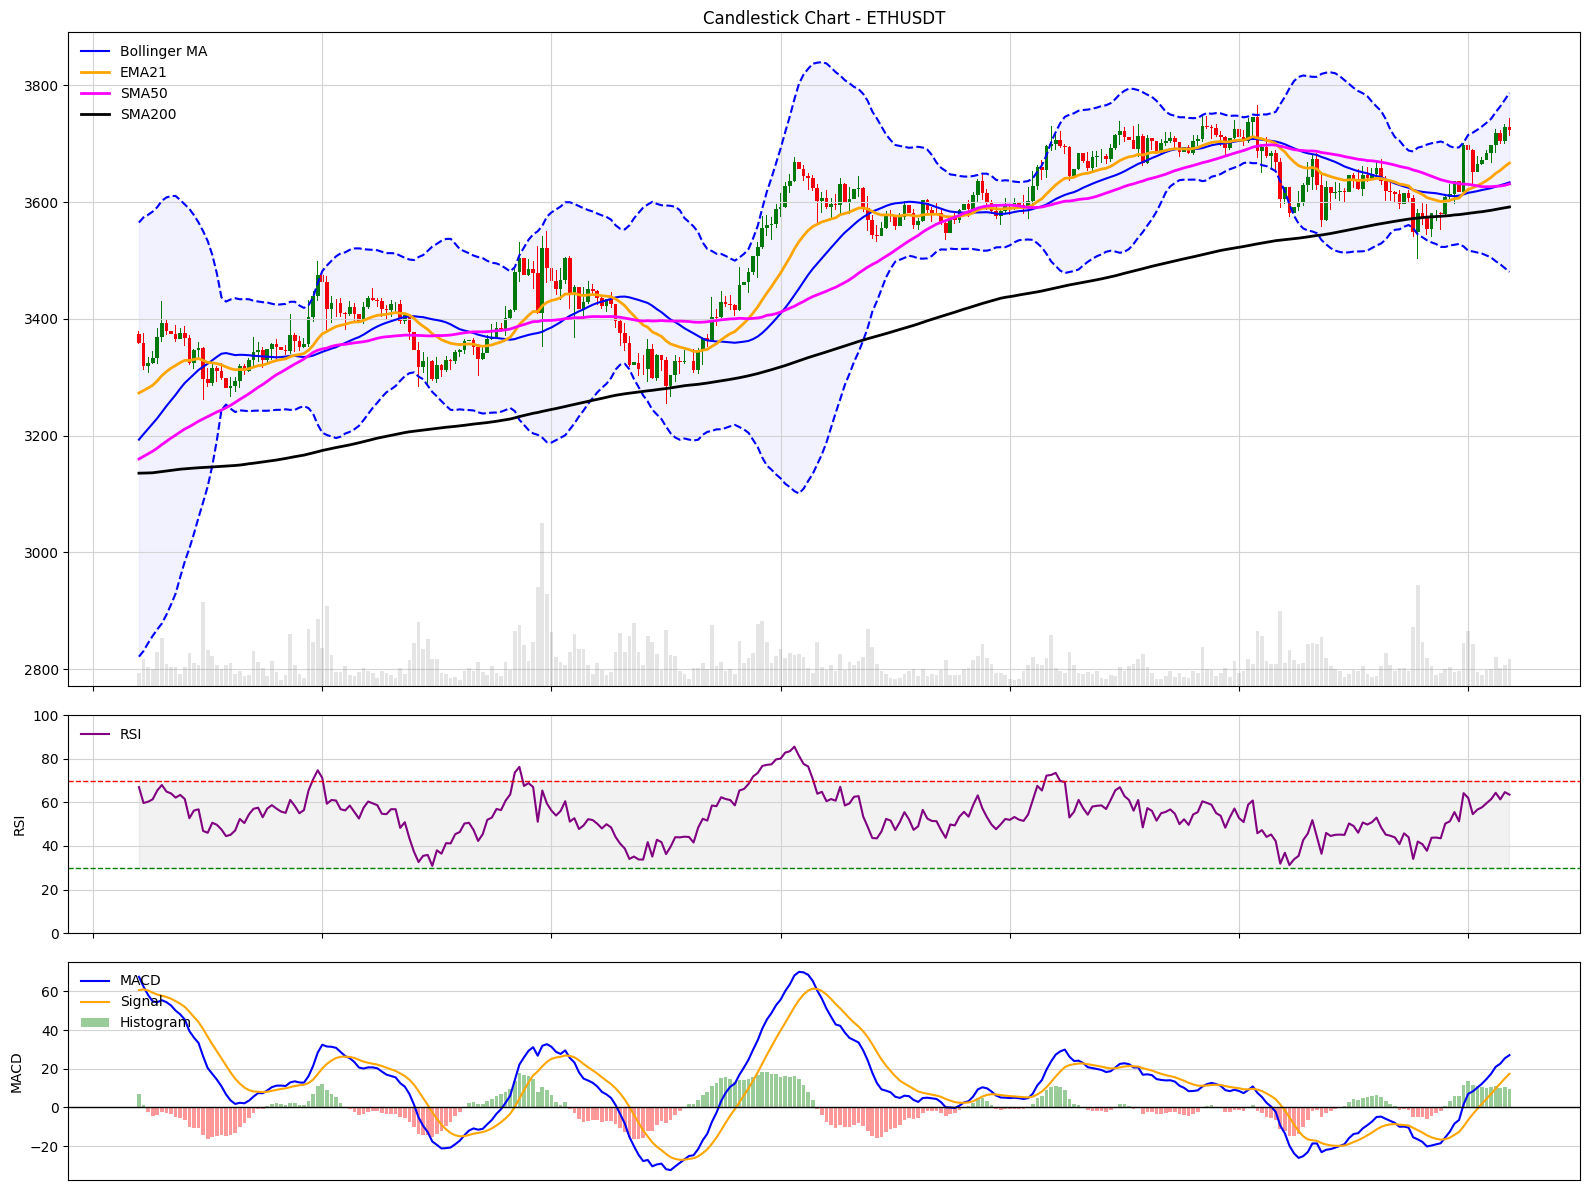 Candlestick Chart - ETHUSDT
Bollinger MA
EMA21
SMA50
SMA200
3800
3600
3400
3200
3000
2800
RSI
100
80
60
40
20
0
RSI
MACD
Signal
Histogram
60
40
20
0
−20
MACD